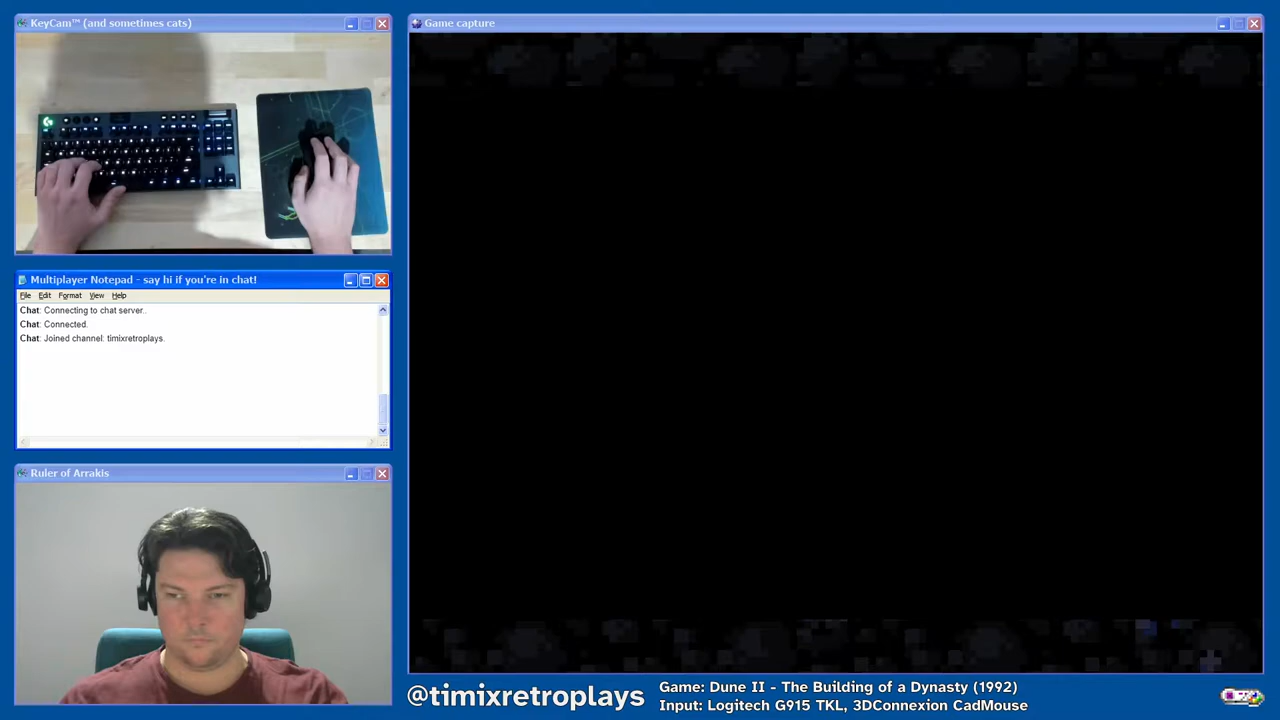 KeyCam™ (and sometimes cats)
Game capture
Multiplayer Notepad - say hi if you're in chat!
File Edit Format View Help
Chat: Connecting to chat server..
Chat: Connected.
Chat: Joined channel: timixretroplays.
Ruler of Arrakis
@timixretroplays
Game: Dune II - The Building of a Dynasty (1992)
Input: Logitech G915 TKL, 3DConnexion CadMouse